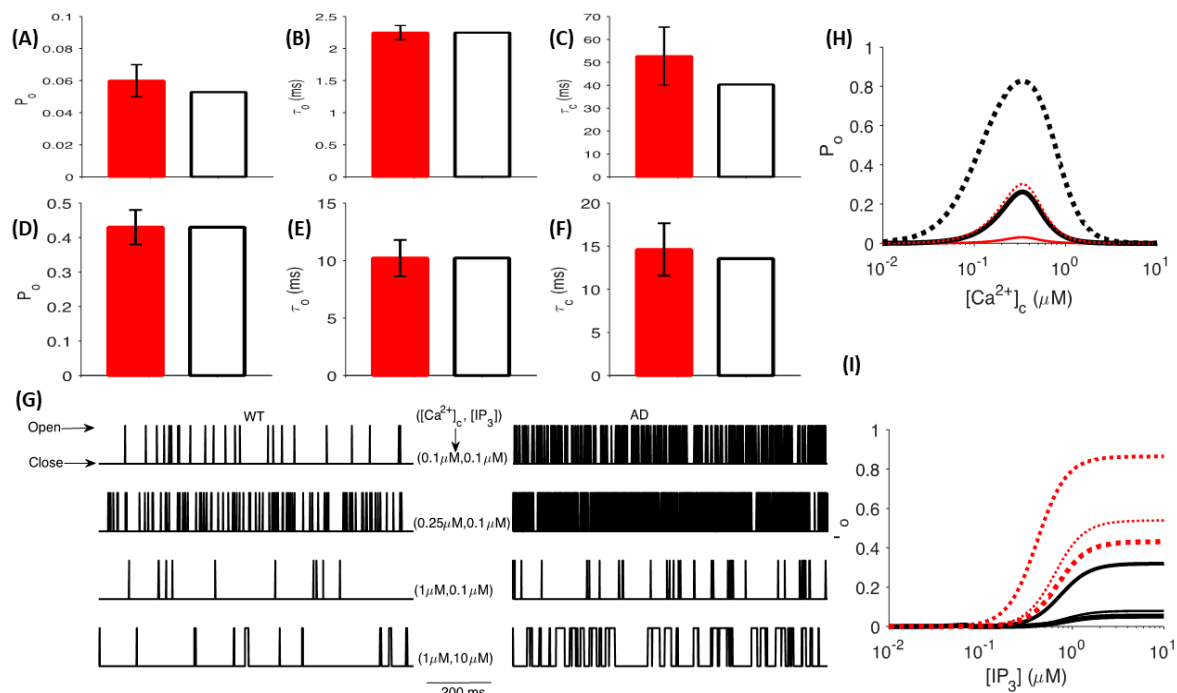 (A)
0.1
0.08
0.06
0.04
0.02
0
P0
(B)
2.5
2
1.5
1
0.5
0
τ0 (ms)
(C)
70
60
50
40
30
20
10
0
τc (ms)
(D)
0.5
0.4
0.3
0.2
0.1
0
P0
(E)
15
10
5
0
τ0 (ms)
(F)
20
15
10
5
0
τc (ms)
(G)
WT
([Ca2+]c, [IP3])
AD
Open
Close
(0.1μM,0.1μM)
(0.25μM,0.1μM)
(1μM,0.1μM)
(1μM,10μM)
200 ms
(H)
1
0.8
0.6
0.4
0.2
0
Po
10-2 10-1 100 101
[Ca2+]c (μM)
(I)
1
0.8
0.6
0.4
0.2
0
10-2 10-1 100 101
[IP3] (μM)